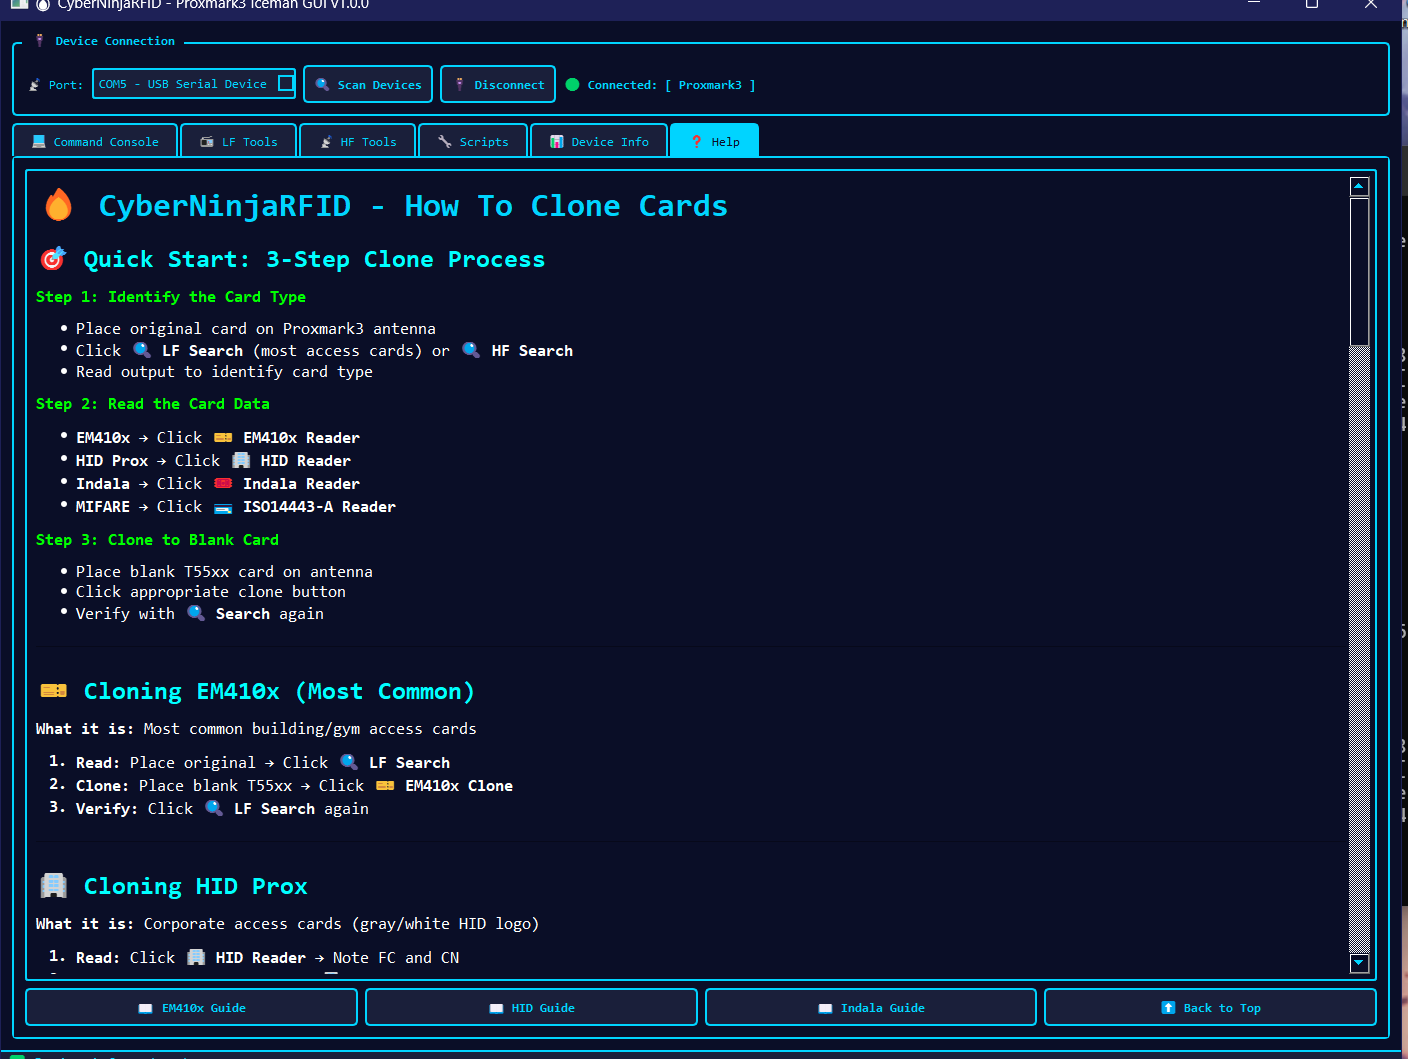 CyberNinjaRFID - Proxmark3 Iceman GUI v1.0.0
Device Connection
Port: COM5 - USB Serial Device Scan Devices Disconnect Connected: [ Proxmark3 ]
Command Console LF Tools HF Tools Scripts Device Info Help
CyberNinjaRFID - How To Clone Cards
Quick Start: 3-Step Clone Process
Step 1: Identify the Card Type
• Place original card on Proxmark3 antenna
• Click LF Search (most access cards) or HF Search
• Read output to identify card type
Step 2: Read the Card Data
• EM410x → Click EM410x Reader
• HID Prox → Click HID Reader
• Indala → Click Indala Reader
• MIFARE → Click ISO14443-A Reader
Step 3: Clone to Blank Card
• Place blank T55xx card on antenna
• Click appropriate clone button
• Verify with Search again
Cloning EM410x (Most Common)
What it is: Most common building/gym access cards
1. Read: Place original → Click LF Search
2. Clone: Place blank T55xx → Click EM410x Clone
3. Verify: Click LF Search again
Cloning HID Prox
What it is: Corporate access cards (gray/white HID logo)
1. Read: Click HID Reader → Note FC and CN
EM410x Guide HID Guide Indala Guide Back to Top